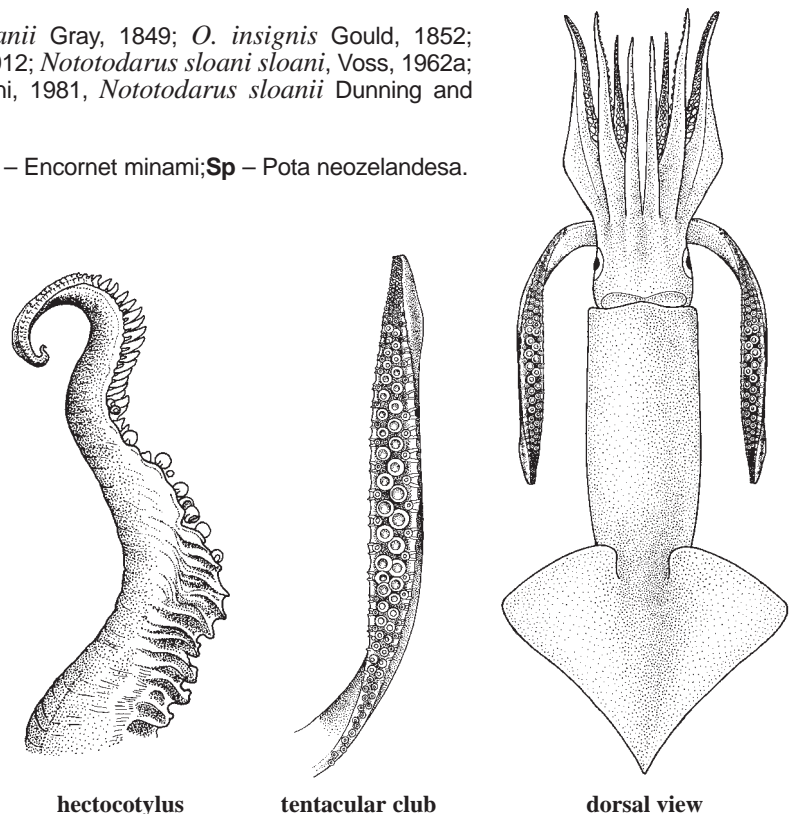 anii Gray, 1849; O. insignis Gould, 1852;
912; Nototodarus sloani sloani, Voss, 1962a;
ni, 1981, Nototodarus sloanii Dunning and
– Encornet minami;Sp – Pota neozelandesa.
hectocotylus
tentacular club
dorsal view